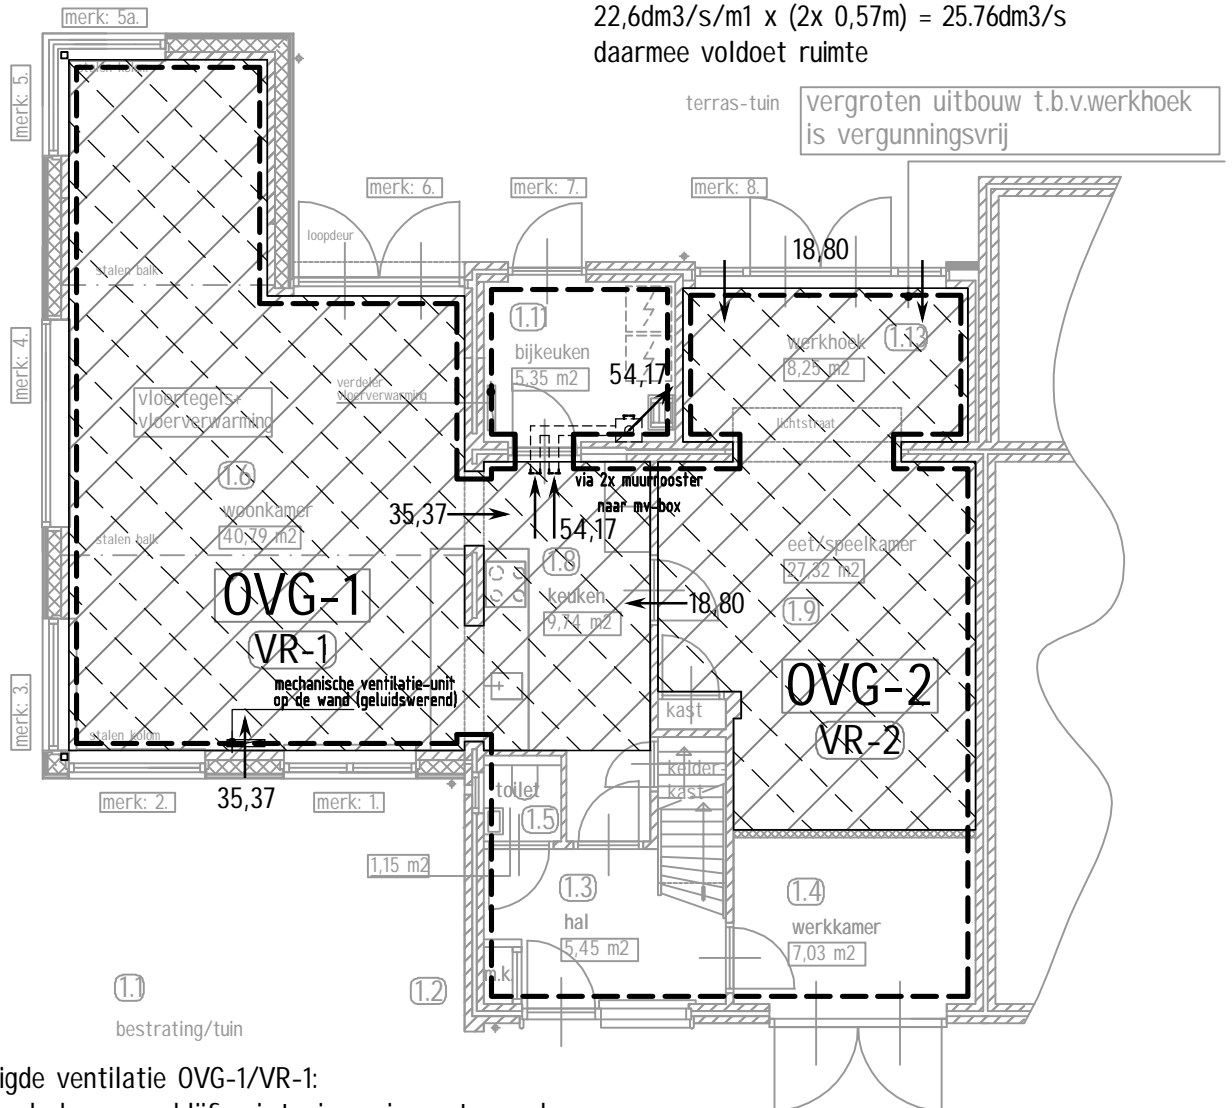 merk: 5a.
22,6dm3/s/m1 x (2x 0,57m) = 25.76dm3/s
daarmee voldoet ruimte
terras-tuin
vergroten uitbouw t.b.v.werkhoek
is vergunningsvrij
merk: 5.
merk: 6.
merk: 7.
merk: 8.
loopdeur
18,80
stalen balk
1.11
bijkeuken
5,35 m2
werkhoek
1.13
8,25 m2
merk: 4.
54,17
verdeler
vloerverwarming
vloertegels+
vloerverwarming
lichtstraat
1.6
woonkamer
40,79 m2
via 2x muurrooster
naar mv-box
35,37
54,17
stalen balk
1.8
keuken
9,74 m2
eet/speelkamer
27,32 m2
1.9
18,80
OVG-1
VR-1
mechanische ventilatie-unit
op de wand (geluidswerend)
OVG-2
VR-2
merk: 3.
kast
stalen kolom
kelder-
kast
toilet
1.5
merk: 2.
35,37
merk: 1.
1,15 m2
1.3
hal
5,45 m2
1.4
werkkamer
7,03 m2
m.k.
1.1
1.2
bestrating/tuin
igde ventilatie OVG-1/VR-1: